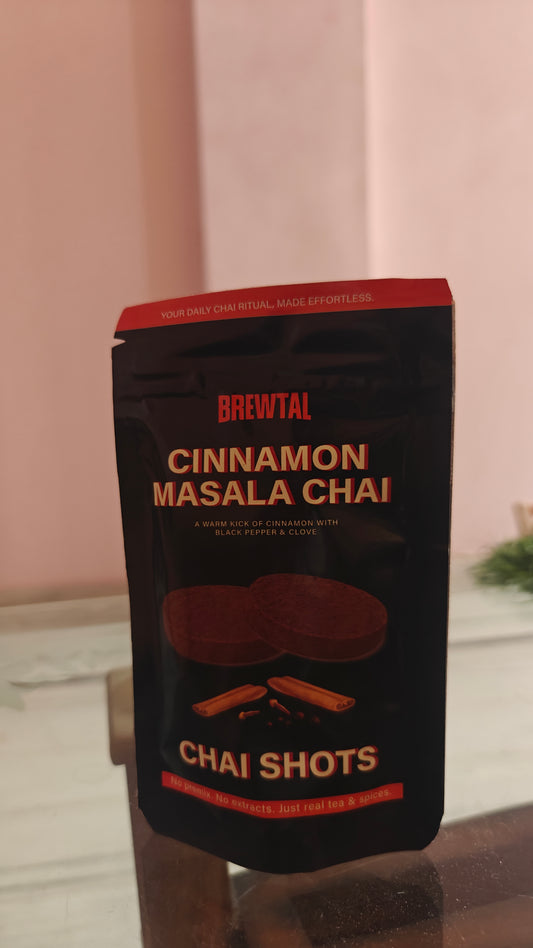 YOUR DAILY CHAI RITUAL, MADE EFFORTLESS.
BREWTAL
CINNAMON
MASALA CHAI
A WARM KICK OF CINNAMON WITH
BLACK PEPPER & CLOVE
CHAI SHOTS
No premix. No extracts. Just real tea & spices.